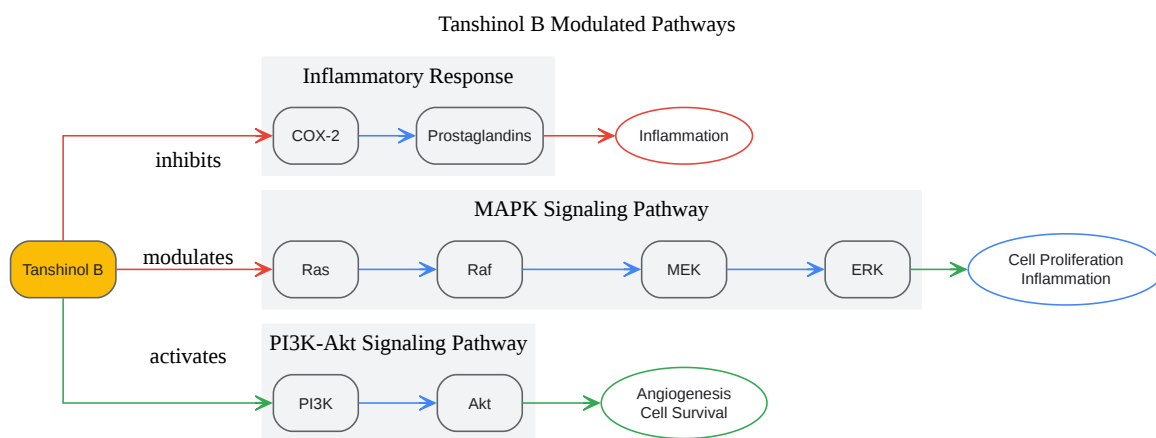 Tanshinol B Modulated Pathways
Inflammatory Response
COX-2
Prostaglandins
Inflammation
inhibits
MAPK Signaling Pathway
Tanshinol B
modulates
Ras
Raf
MEK
ERK
Cell Proliferation
Inflammation
PI3K-Akt Signaling Pathway
activates
PI3K
Akt
Angiogenesis
Cell Survival